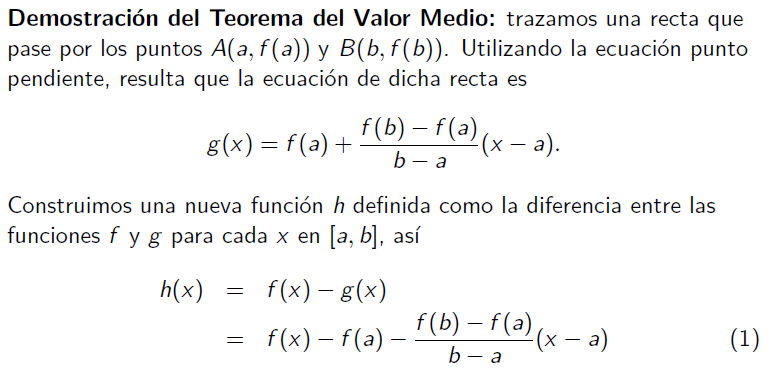 Demostración del Teorema del Valor Medio: trazamos una recta que
pase por los puntos A(a, f(a)) y B(b, f(b)). Utilizando la ecuación punto
pendiente, resulta que la ecuación de dicha recta es
g(x) = f(a) + \frac{f(b) − f(a)}{b − a}(x − a).
Construimos una nueva función h definida como la diferencia entre las
funciones f y g para cada x en [a, b], así
h(x) = f(x) − g(x)
= f(x) − f(a) − \frac{f(b) − f(a)}{b − a}(x − a) (1)